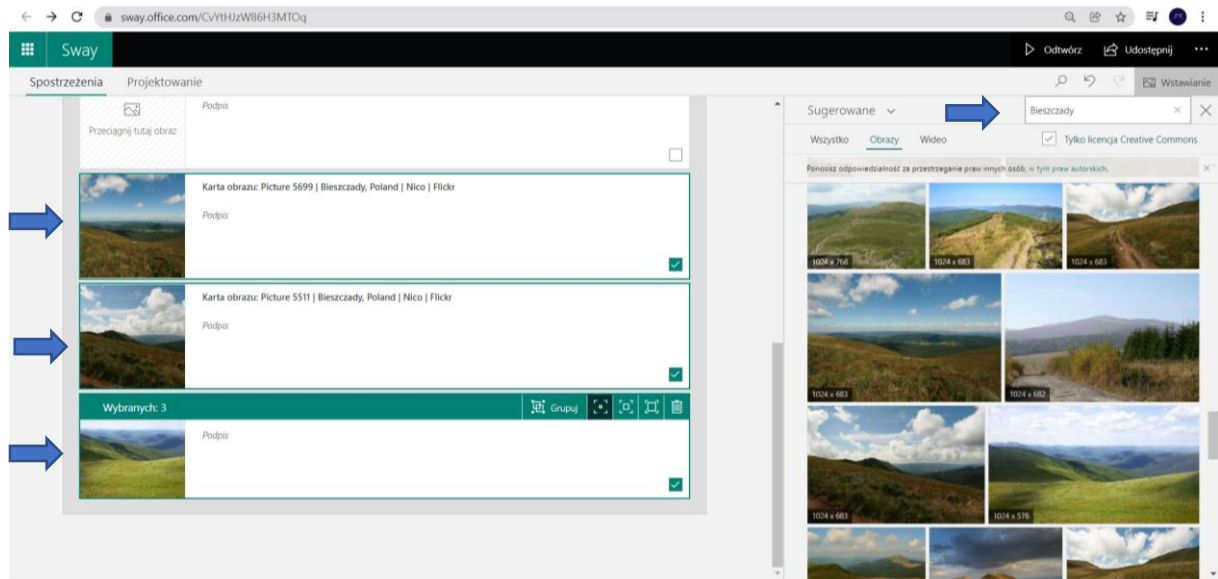 sway.office.com/CvYtHJzW86H3MTOq
Sway
Odtwórz
Udostępnij
Spostrzeżenia Projektowanie
Wstawianie
Przeciągnij tutaj obraz
Podpis
Karta obrazu: Picture 5699 | Bieszczady, Poland | Nico | Flickr
Podpis
Karta obrazu: Picture 5511 | Bieszczady, Poland | Nico | Flickr
Podpis
Wybranych: 3
Grupuj
Podpis
Sugerowane
Bieszczady
Wszystko Obrazy Wideo
Tylko licencja Creative Commons
Ponosisz odpowiedzialność za przestrzeganie praw innych osób, w tym praw autorskich.
1024 x 768
1024 x 683
1024 x 683
1024 x 683
1024 x 682
1024 x 683
1024 x 576